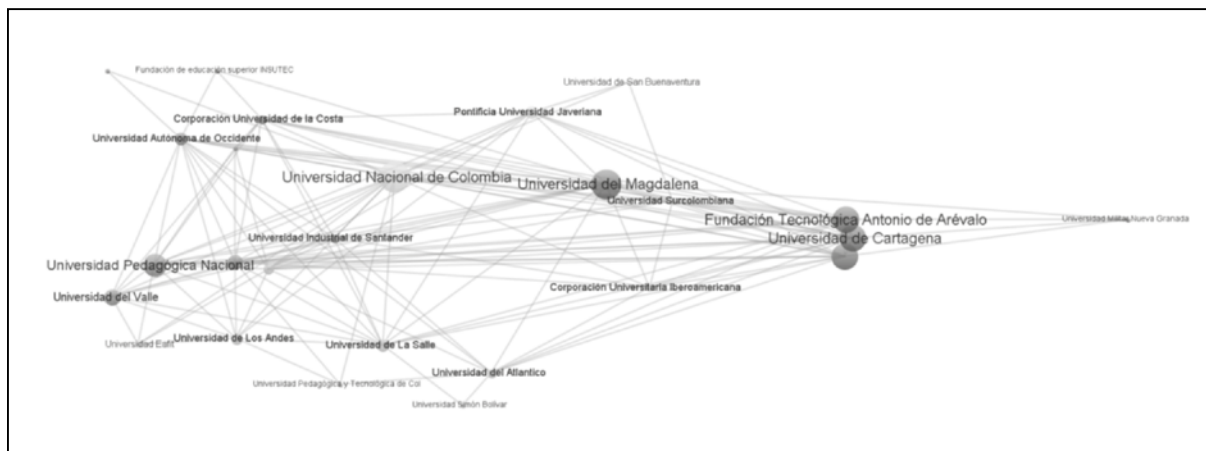 Fundación de educación superior INSUTEC
Universidad de San Buenaventura
Corporación Universidad de la Costa
Pontificia Universidad Javeriana
Universidad Autónoma de Occidente
Universidad Nacional de Colombia
Universidad del Magdalena
Universidad Surcolombiana
Fundación Tecnológica Antonio de Arévalo
Universidad Militar Nueva Granada
Universidad Industrial de Santander
Universidad de Cartagena
Universidad Pedagógica Nacional
Corporación Universitaria Iberoamericana
Universidad del Valle
Universidad Eafit
Universidad de Los Andes
Universidad de La Salle
Universidad del Atlantico
Universidad Pedagógica y Tecnológica de Col
Universidad Simón Bolivar